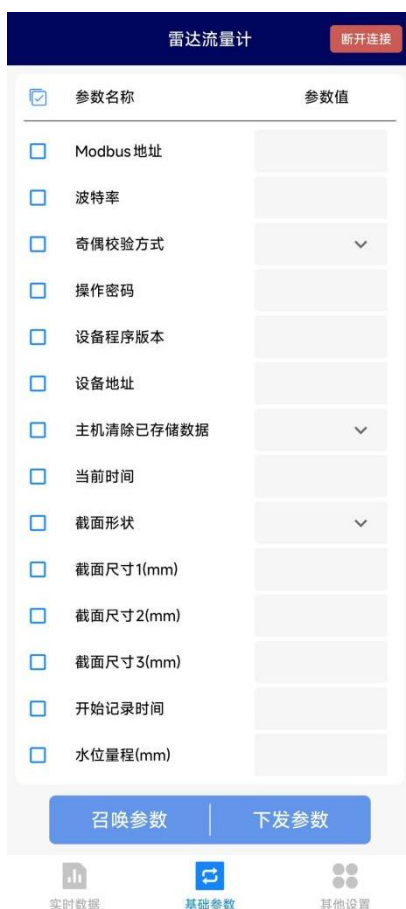 雷达流量计
断开连接
参数名称 参数值
Modbus地址
波特率
奇偶校验方式
操作密码
设备程序版本
设备地址
主机清除已存储数据
当前时间
截面形状
截面尺寸1(mm)
截面尺寸2(mm)
截面尺寸3(mm)
开始记录时间
水位量程(mm)
召唤参数 下发参数
实时数据 基础参数 其他设置